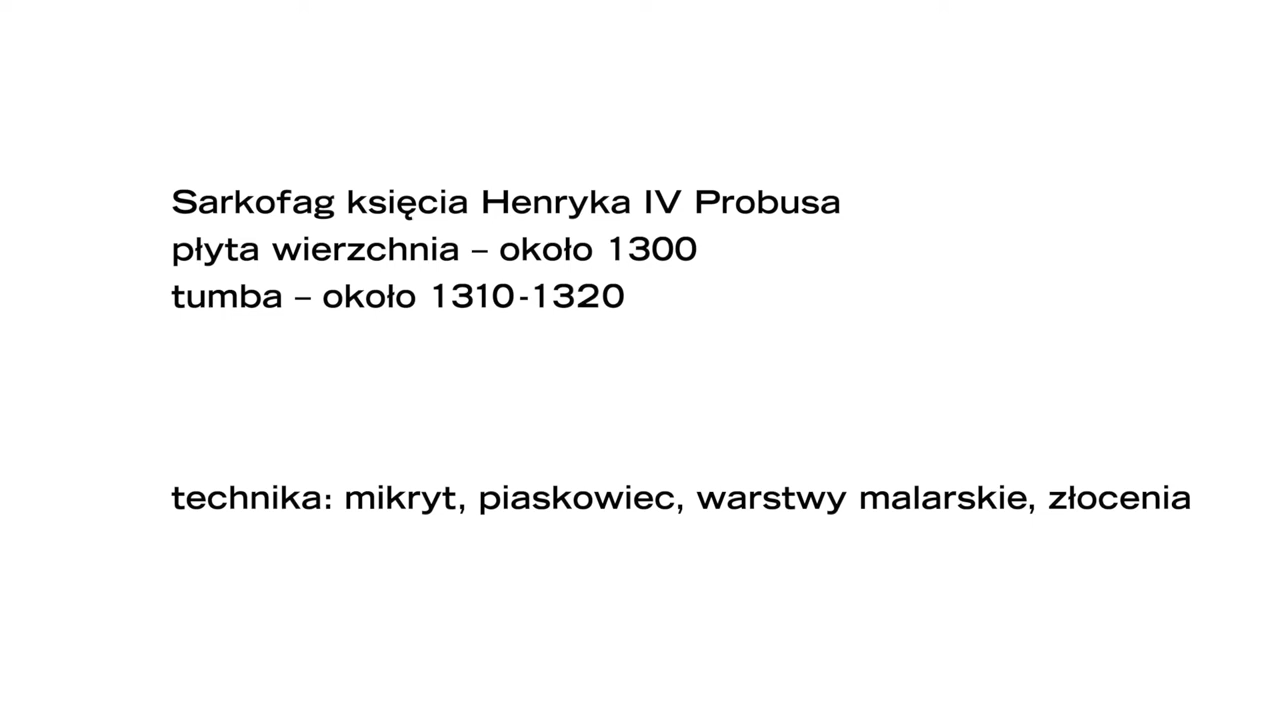 Sarkofag księcia Henryka IV Probusa
płyta wierzchnia – około 1300
tumba – około 1310-1320
technika: mikryt, piaskowiec, warstwy malarskie, złocenia